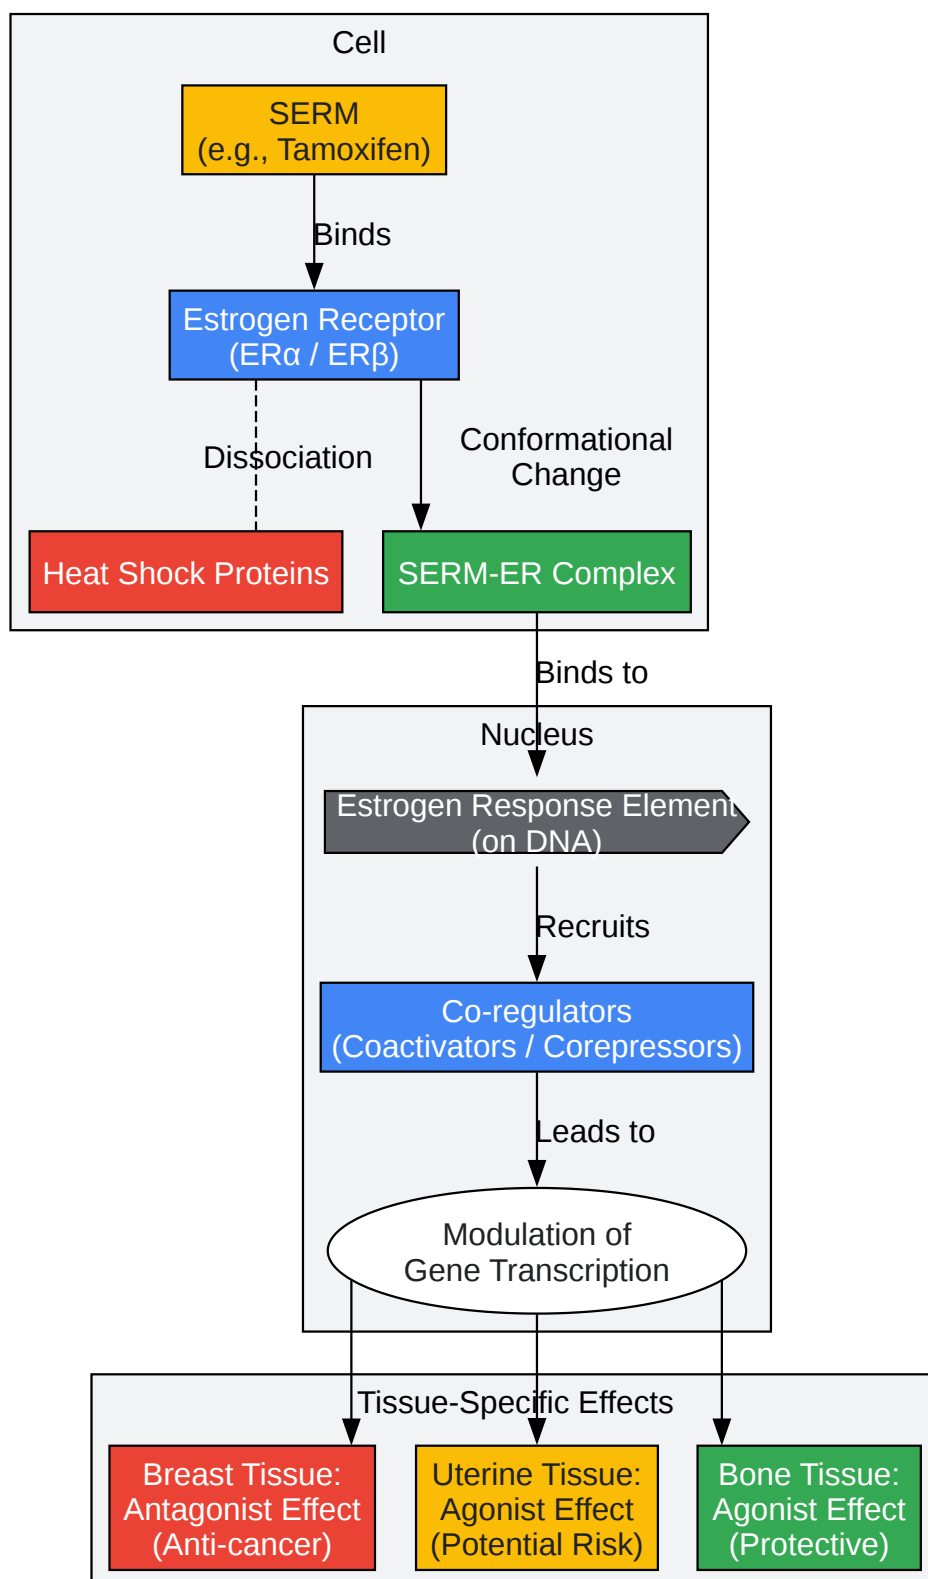 Cell
SERM
(e.g., Tamoxifen)
Binds
Estrogen Receptor
(ERα / ERβ)
Dissociation
Conformational
Change
Heat Shock Proteins
SERM-ER Complex
Binds to
Nucleus
Estrogen Response Element
(on DNA)
Recruits
Co-regulators
(Coactivators / Corepressors)
Leads to
Modulation of
Gene Transcription
Tissue-Specific Effects
Breast Tissue:
Antagonist Effect
(Anti-cancer)
Uterine Tissue:
Agonist Effect
(Potential Risk)
Bone Tissue:
Agonist Effect
(Protective)